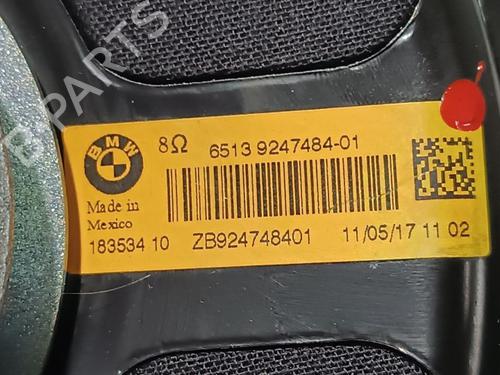 B PARTS
BMW
8Ω 6513 9247484-01
Made in
Mexico
183534 10 ZB924748401 11/05/17 11 02